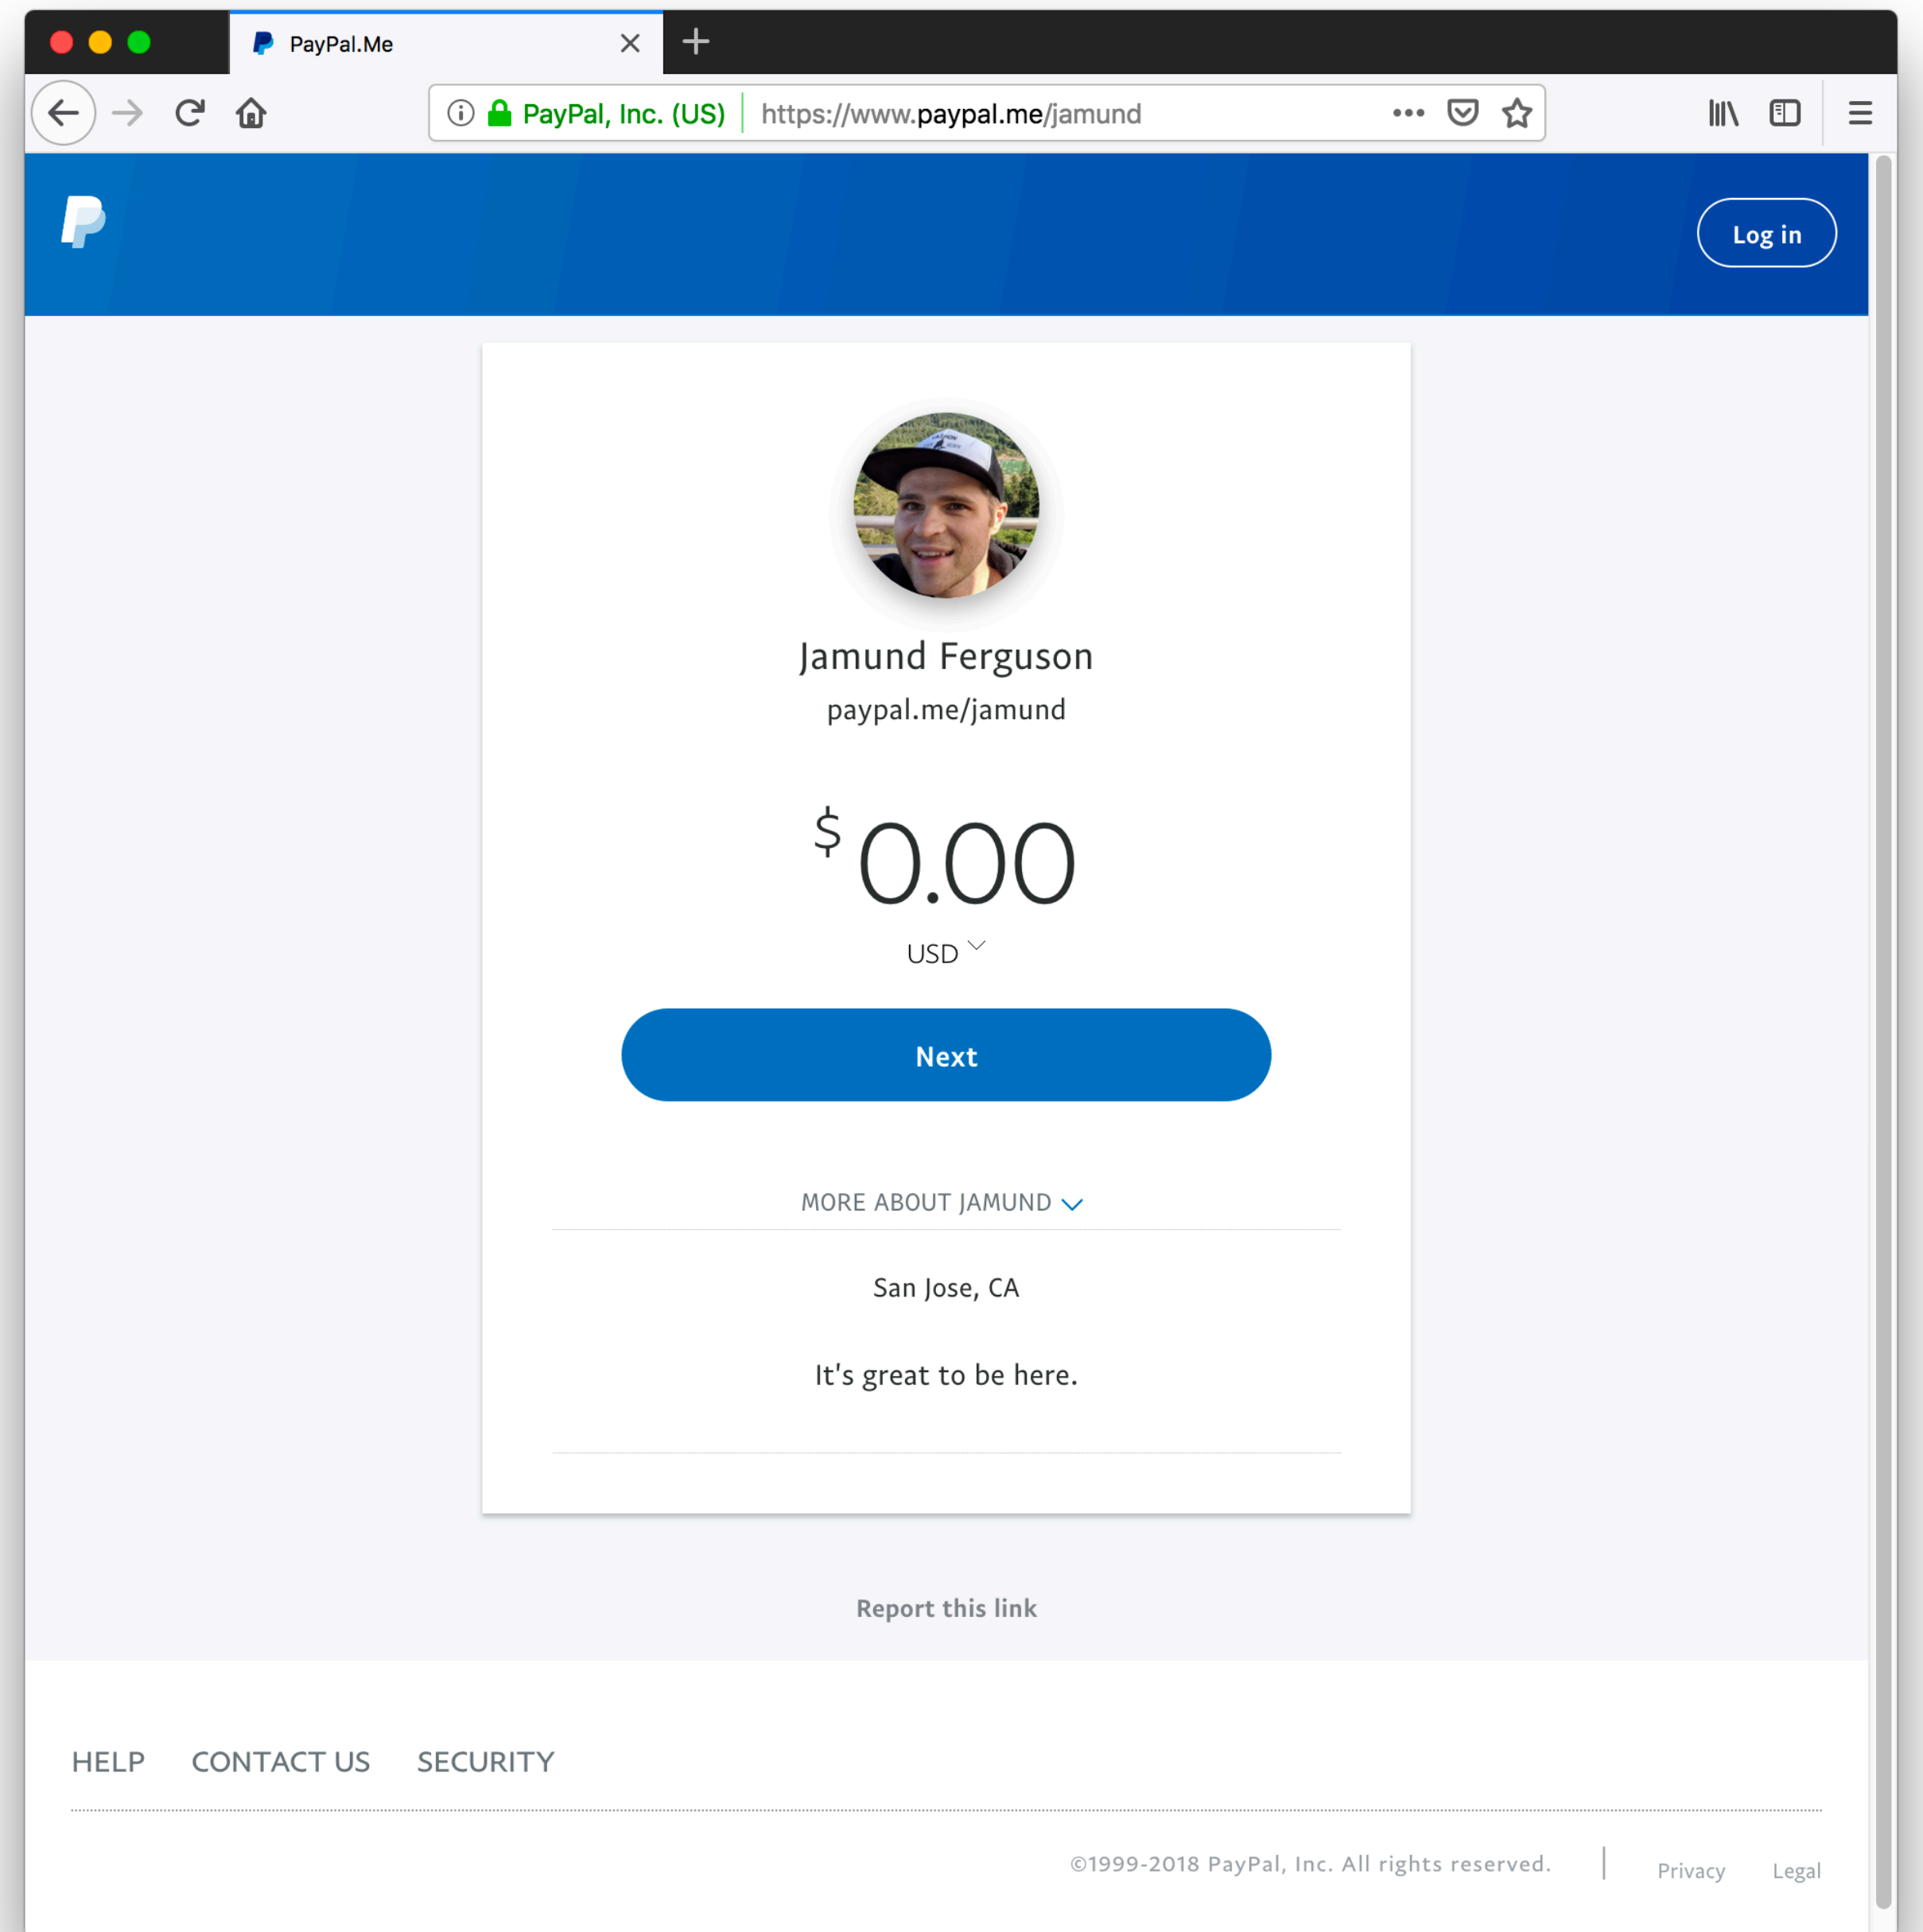 PayPal.Me
PayPal, Inc. (US) https://www.paypal.me/jamund
Log in
Jamund Ferguson
paypal.me/jamund
$ 0.00
USD
Next
MORE ABOUT JAMUND
San Jose, CA
It's great to be here.
Report this link
HELP CONTACT US SECURITY
©1999-2018 PayPal, Inc. All rights reserved. | Privacy Legal